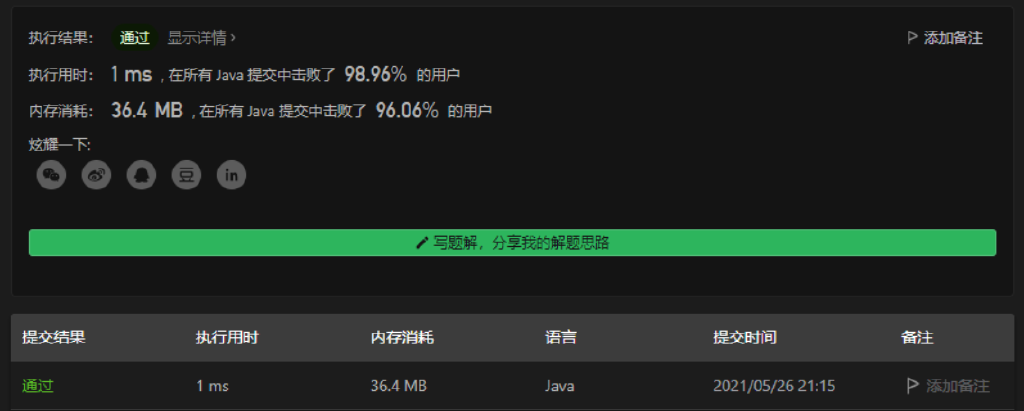 执行结果： 通过 显示详情 › 添加备注
执行用时： 1 ms , 在所有 Java 提交中击败了 98.96% 的用户
内存消耗： 36.4 MB , 在所有 Java 提交中击败了 96.06% 的用户
炫耀一下:
豆 in
写题解，分享我的解题思路
提交结果 执行用时 内存消耗 语言 提交时间 备注
通过 1 ms 36.4 MB Java 2021/05/26 21:15 添加备注